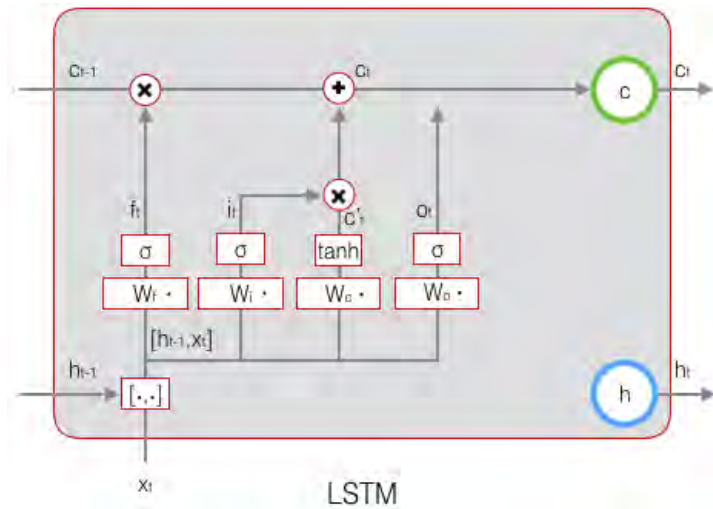 Ct-1 Ct Ct
× + c
×
ft it C't ot
σ σ tanh σ
Wf · Wi · Wc · Wo ·
[ht-1,xt]
ht-1 ht
[·,·] h
xt
LSTM